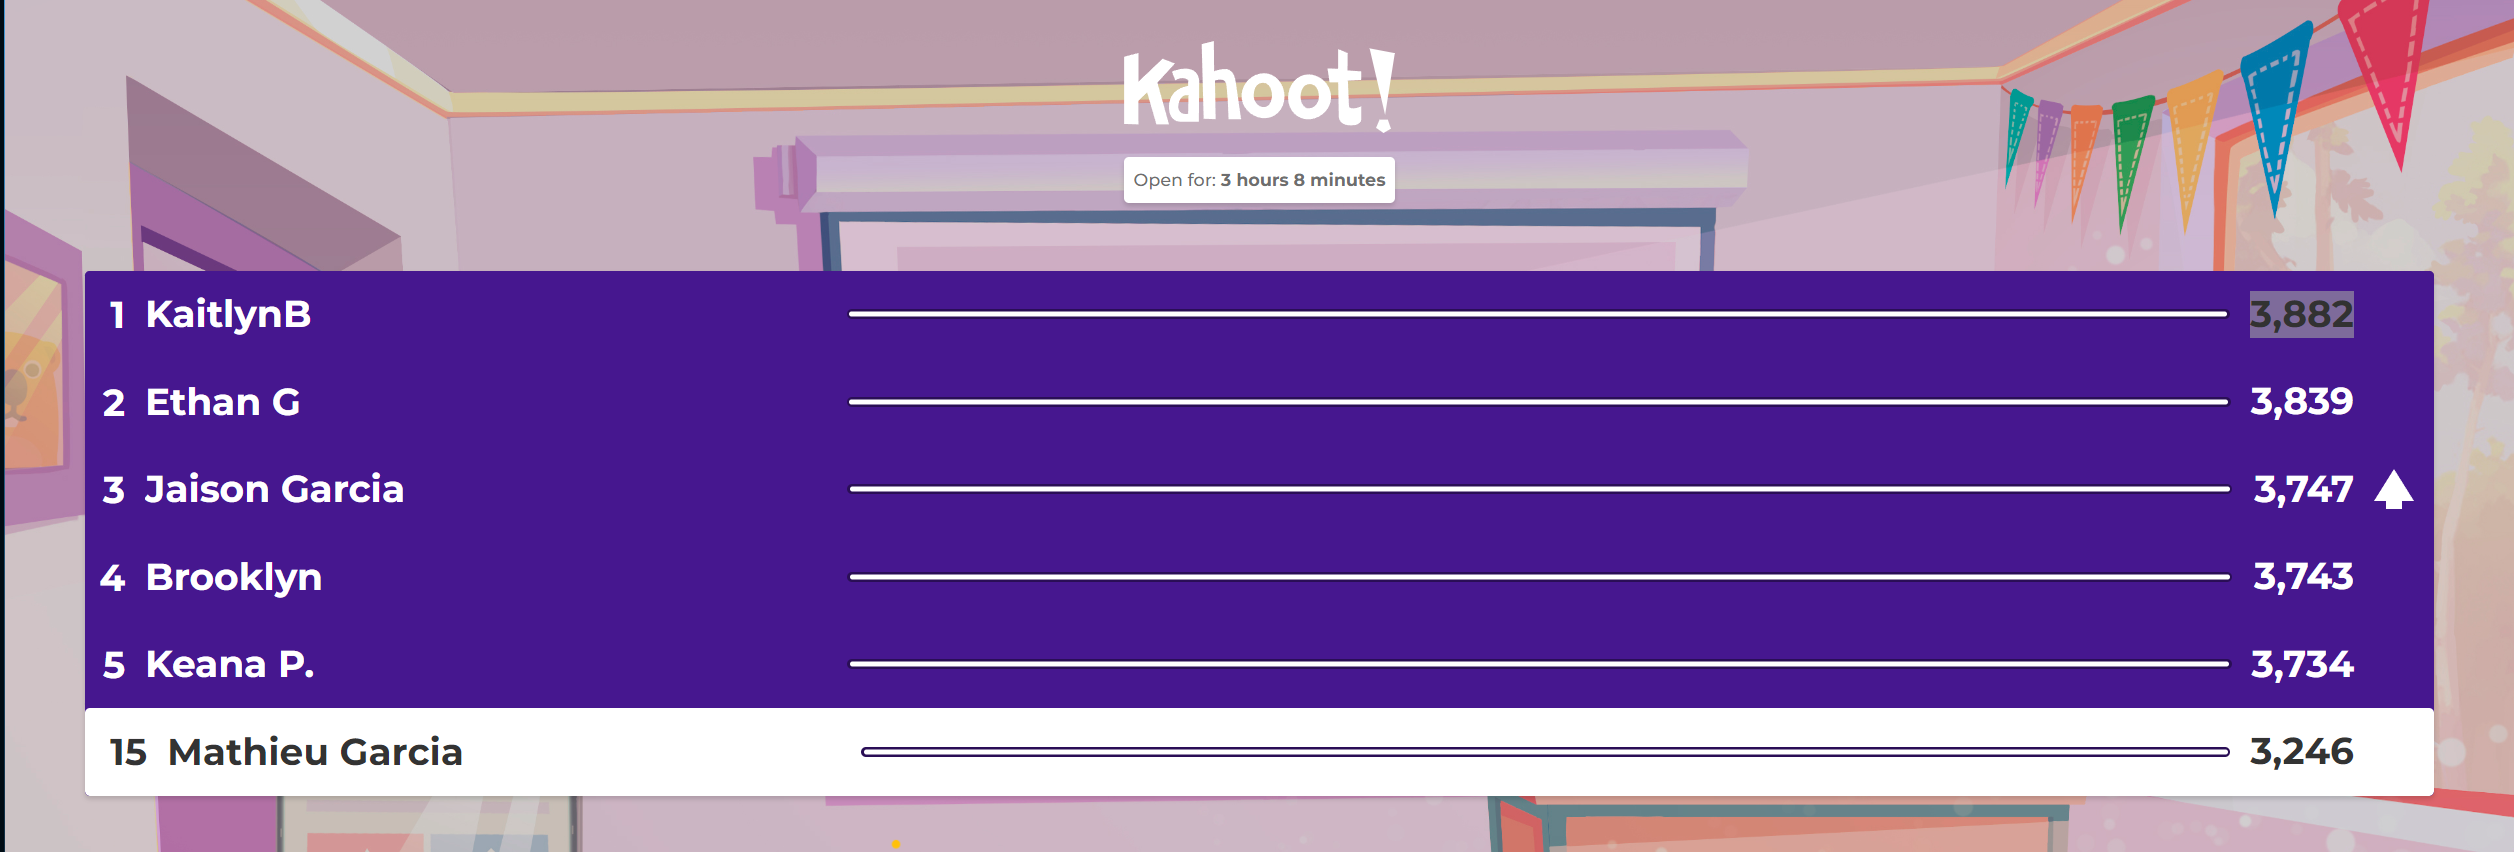 Kahoot!
Open for: 3 hours 8 minutes
1 KaitlynB 3,882
2 Ethan G 3,839
3 Jaison Garcia 3,747
4 Brooklyn 3,743
5 Keana P. 3,734
15 Mathieu Garcia 3,246